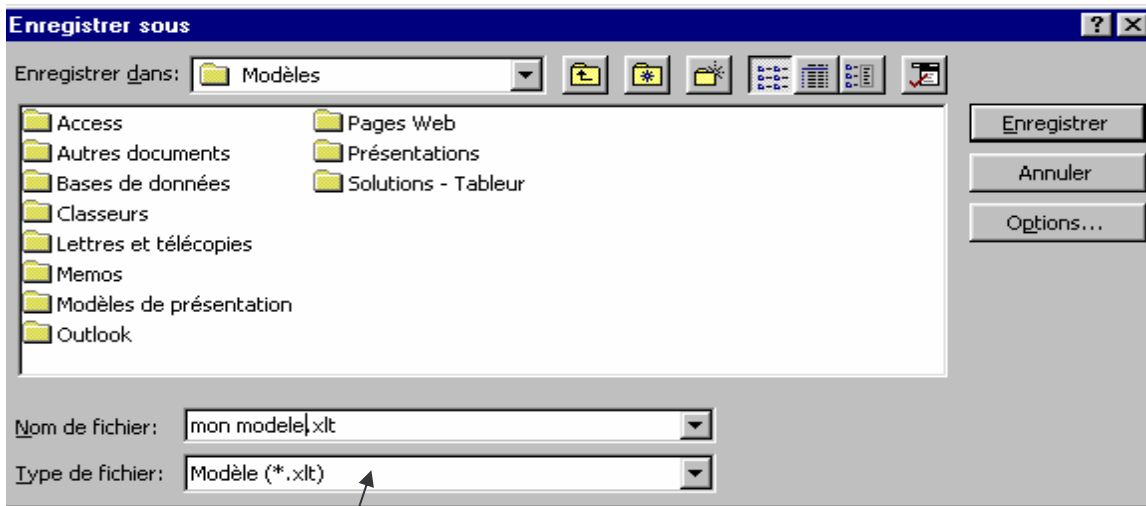 Enregistrer sous
Enregistrer dans: Modèles
Access
Autres documents
Bases de données
Classeurs
Lettres et télécopies
Memos
Modèles de présentation
Outlook
Pages Web
Présentations
Solutions - Tableur
Enregistrer
Annuler
Options...
Nom de fichier: mon modele.xlt
Type de fichier: Modèle (*.xlt)